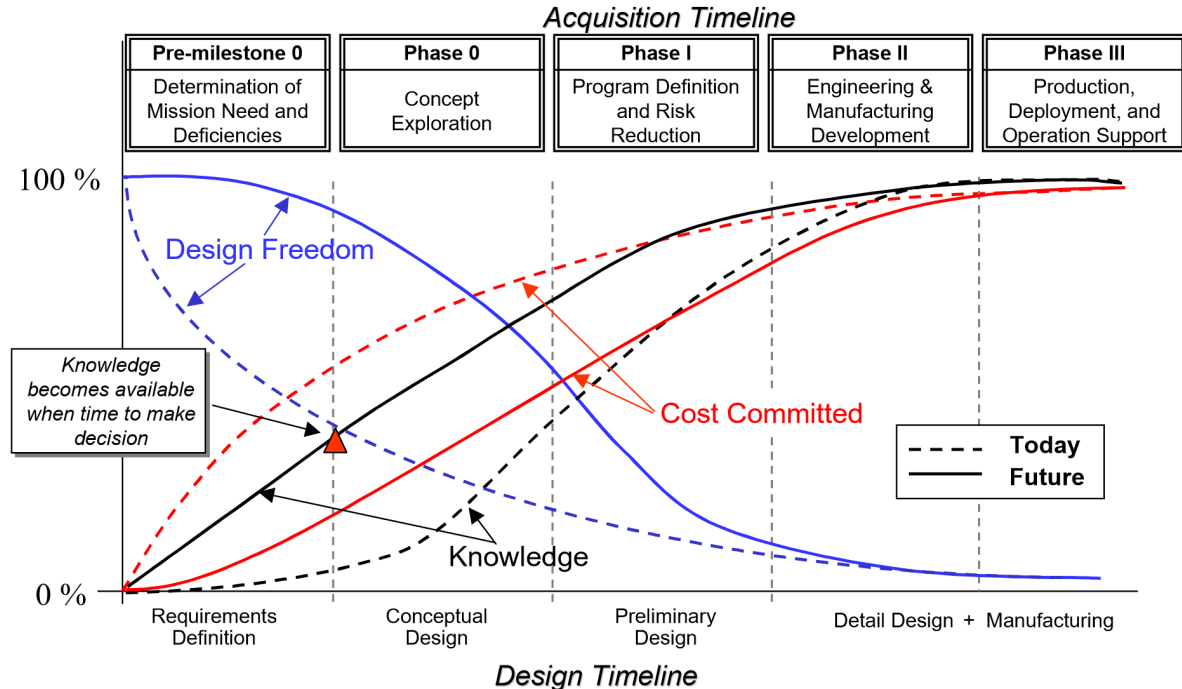 Acquisition Timeline
Pre-milestone 0
Determination of
Mission Need and
Deficiencies
Phase 0
Concept
Exploration
Phase I
Program Definition
and Risk
Reduction
Phase II
Engineering &
Manufacturing
Development
Phase III
Production,
Deployment, and
Operation Support
100 %
Design Freedom
Knowledge
becomes available
when time to make
decision
Cost Committed
Today
Future
Knowledge
0 %
Requirements
Definition
Conceptual
Design
Preliminary
Design
Detail Design + Manufacturing
Design Timeline